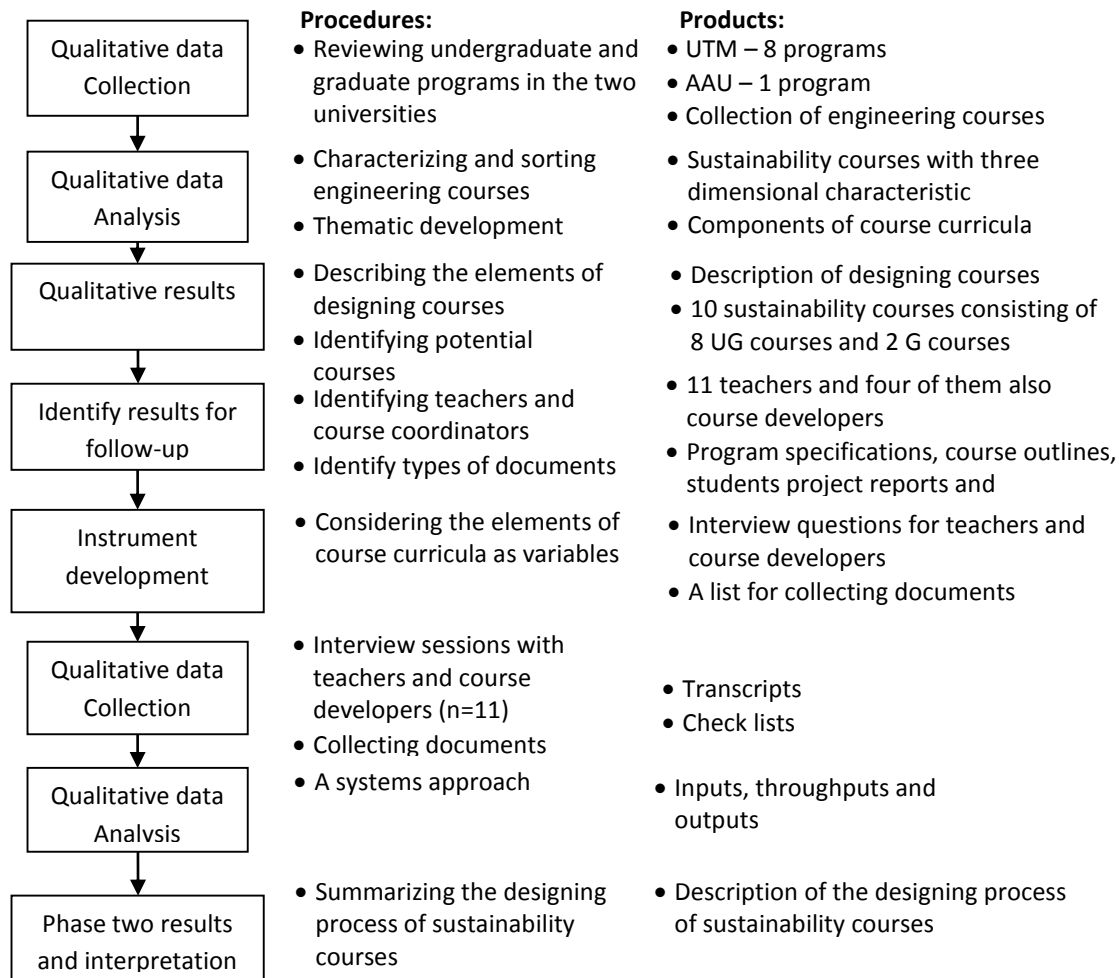 Procedures:
Products:
Qualitative data
Collection
• Reviewing undergraduate and
graduate programs in the two
universities
• UTM – 8 programs
• AAU – 1 program
• Collection of engineering courses
Qualitative data
Analysis
• Characterizing and sorting
engineering courses
• Thematic development
• Sustainability courses with three
dimensional characteristic
• Components of course curricula
Qualitative results
• Describing the elements of
designing courses
• Identifying potential
courses
• Description of designing courses
• 10 sustainability courses consisting of
8 UG courses and 2 G courses
Identify results for
follow-up
• Identifying teachers and
course coordinators
• Identify types of documents
• 11 teachers and four of them also
course developers
• Program specifications, course outlines,
students project reports and
Instrument
development
• Considering the elements of
course curricula as variables
• Interview questions for teachers and
course developers
• A list for collecting documents
Qualitative data
Collection
• Interview sessions with
teachers and course
developers (n=11)
• Collecting documents
• Transcripts
• Check lists
Qualitative data
Analysis
• A systems approach
• Inputs, throughputs and
outputs
Phase two results
and interpretation
• Summarizing the designing
process of sustainability
courses
• Description of the designing process
of sustainability courses